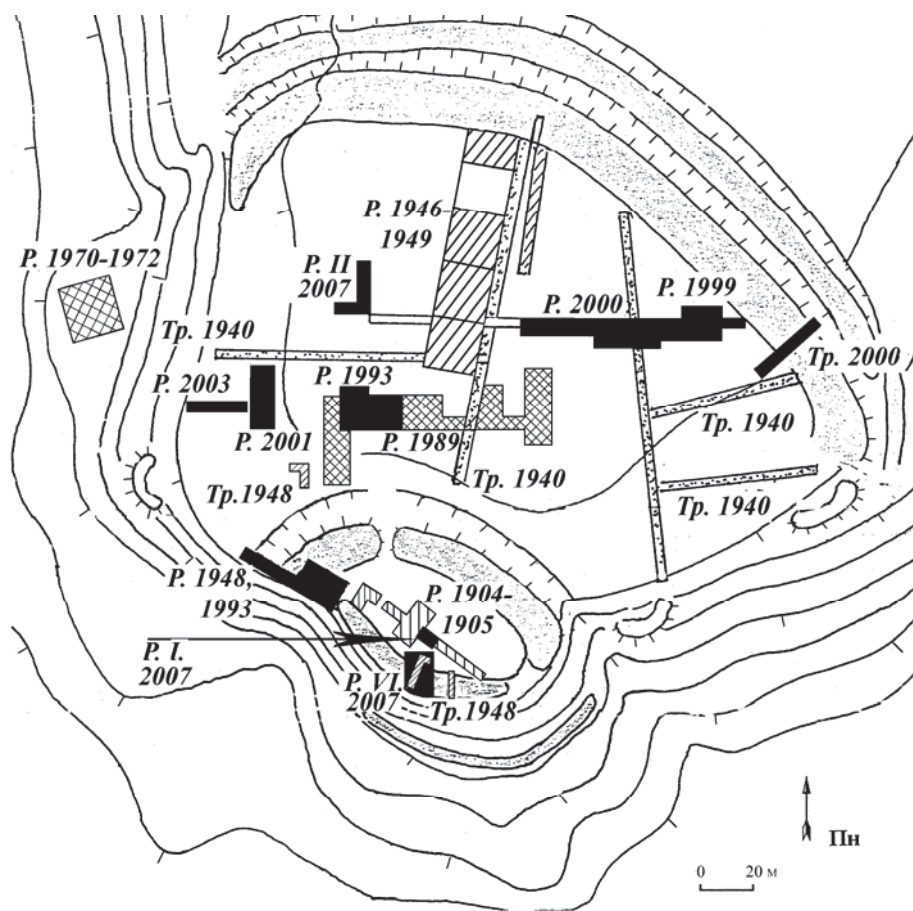 Р. 1946-
1949
Р. 1970-1972
Р. II
2007
Р. 1999
Р. 2000
Тр. 1940
Тр. 2000
Р. 1993
Р. 2003
Тр. 1940
Р. 2001
Р. 1989
Тр.1948
Тр. 1940
Тр. 1940
Р. 1948,
1993
Р. 1904-
1905
Р. I.
2007
Р. VI.
2007
Тр.1948
Пн
0 20 м